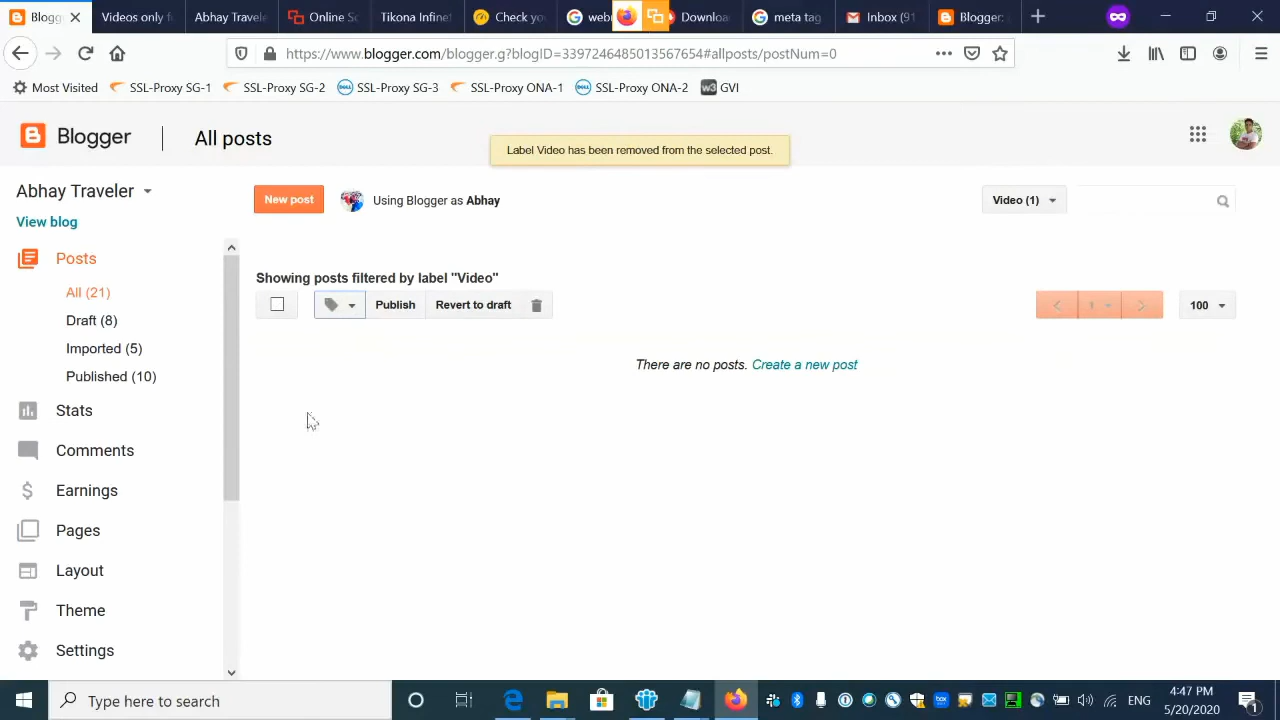 Blogg
Videos only f
Abhay Traveler
Online Sc
Tikona Infinet
Check yo
web
Downloa
meta tag
Inbox (91
Blogger:
https://www.blogger.com/blogger.g?blogID=3397246485013567654#allposts/postNum=0
Most Visited
SSL-Proxy SG-1
SSL-Proxy SG-2
SSL-Proxy SG-3
SSL-Proxy ONA-1
SSL-Proxy ONA-2
GVI
Blogger
All posts
Label Video has been removed from the selected post.
Abhay Traveler
New post
Using Blogger as Abhay
Video (1)
View blog
Posts
Showing posts filtered by label "Video"
All (21)
Publish
Revert to draft
1
100
Draft (8)
Imported (5)
There are no posts. Create a new post
Published (10)
Stats
Comments
Earnings
Pages
Layout
Theme
Settings
Type here to search
ENG
4:47 PM
5/20/2020